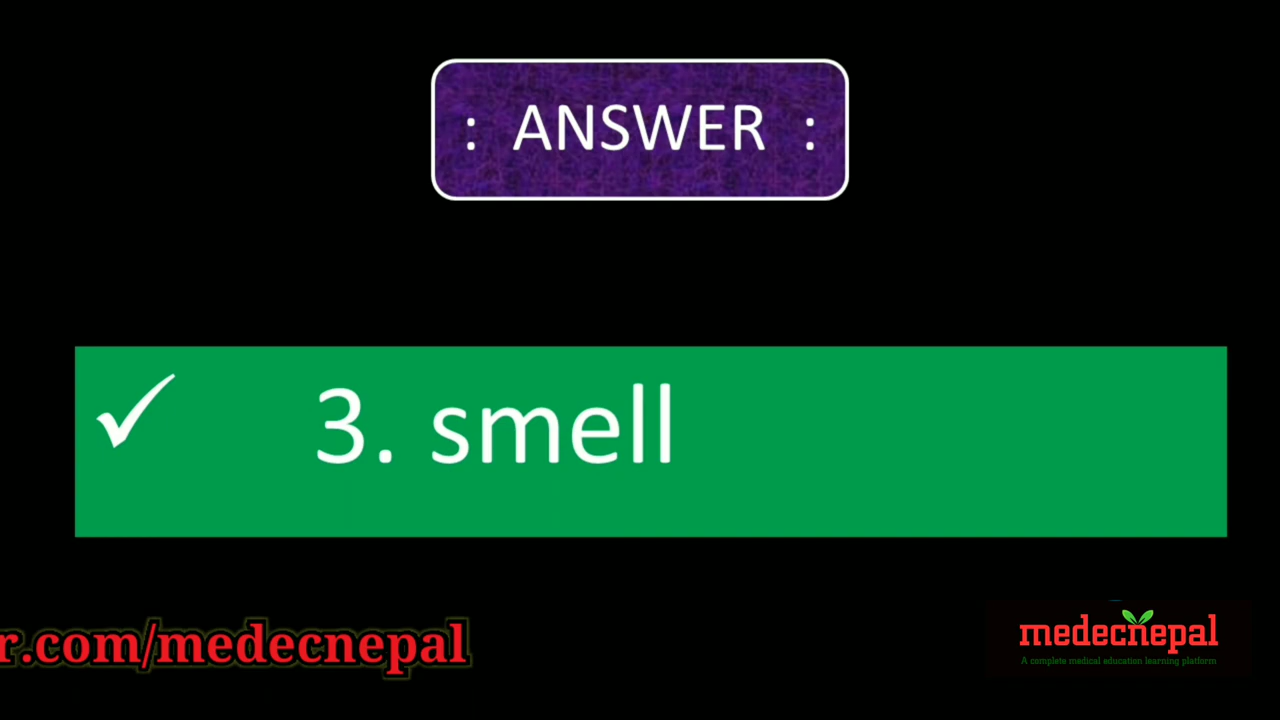 : ANSWER :
✓ 3. smell
r.com/medecnepal
medecnepal
A complete medical education learning platform